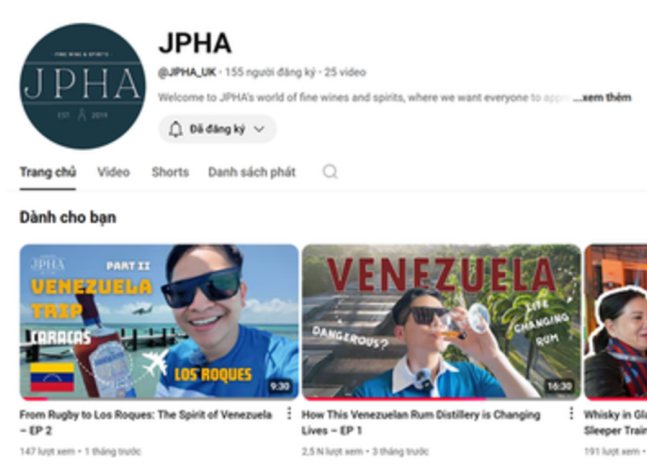 FINE WINE & SPIRITS
JPHA
EST 2019
JPHA
@JPHA_UK · 155 người đăng ký · 25 video
Welcome to JPHA's world of fine wines and spirits, where we want everyone to appre ...xem thêm
Đã đăng ký
Trang chủ Video Shorts Danh sách phát
Dành cho bạn
JPHA
PART II
VENEZUELA
TRIP
CARACAS
LOS ROQUES
9:30
From Rugby to Los Roques: The Spirit of Venezuela
– EP 2
147 lượt xem • 1 tháng trước
VENEZUELA
DANGEROUS?
LIFE
CHANGING
RUM
16:30
How This Venezuelan Rum Distillery is Changing
Lives – EP 1
2,5 N lượt xem • 3 tháng trước
Whisky in Gla
Sleeper Train
191 lượt xem •